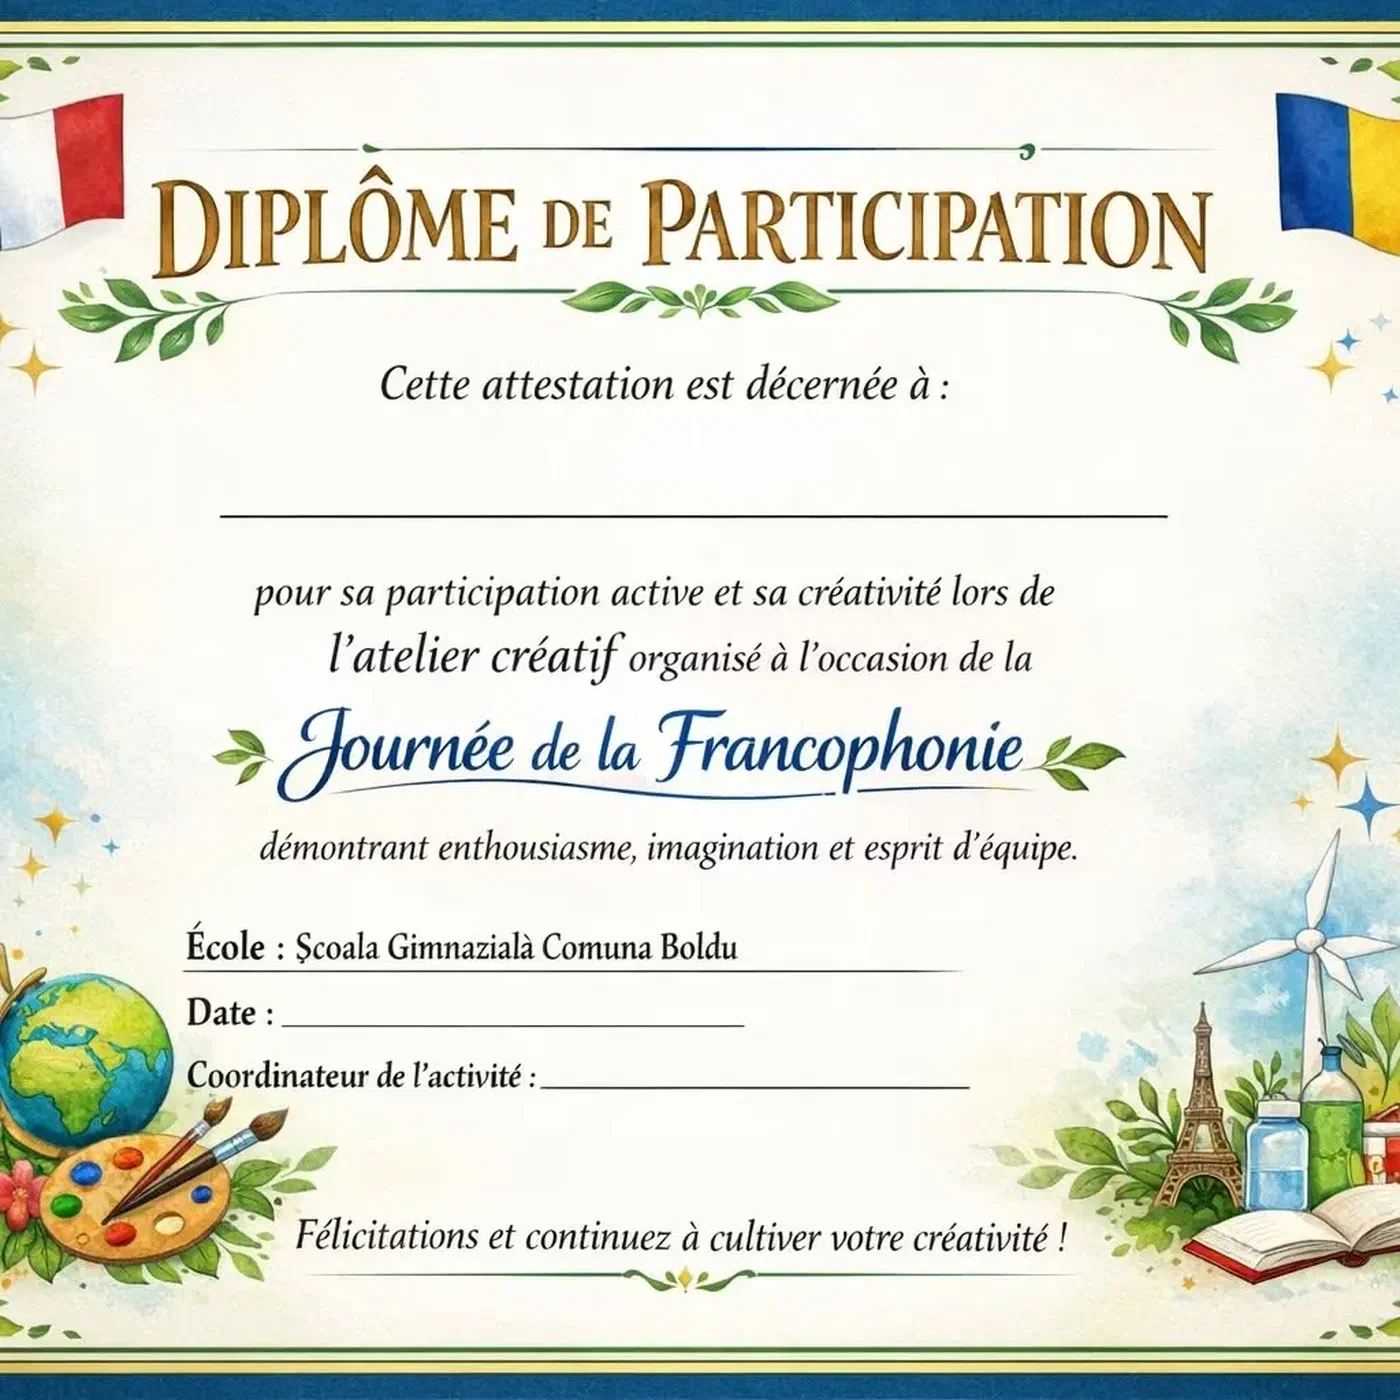 DIPLÔME DE PARTICIPATION
Cette attestation est décernée à :
pour sa participation active et sa créativité lors de
l'atelier créatif organisé à l'occasion de la
Journée de la Francophonie
démontrant enthousiasme, imagination et esprit d'équipe.
École : Școala Gimnazialà Comuna Boldu
Date :
Coordinateur de l'activité :
Félicitations et continuez à cultiver votre créativité !